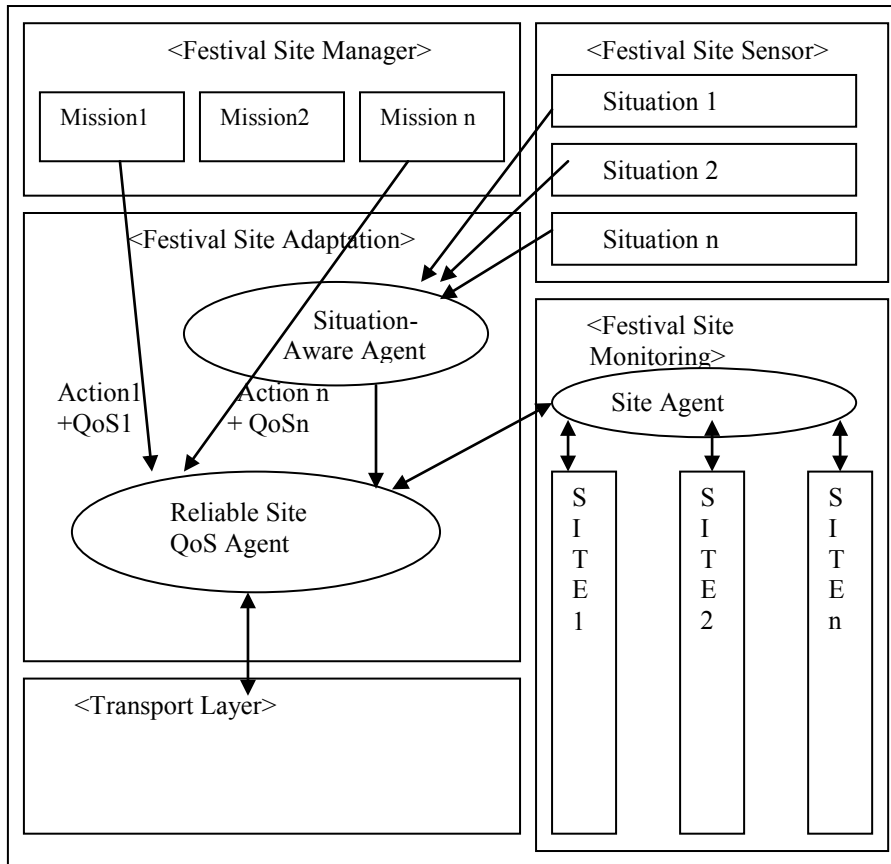 <Festival Site Manager>
Mission1
Mission2
Mission n
<Festival Site Sensor>
Situation 1
Situation 2
Situation n
<Festival Site Adaptation>
Situation-
Aware Agent
Action1
+QoS1
Action n
+ QoSn
Reliable Site
QoS Agent
<Festival Site
Monitoring>
Site Agent
S
I
T
E
1
S
I
T
E
2
S
I
T
E
n
<Transport Layer>